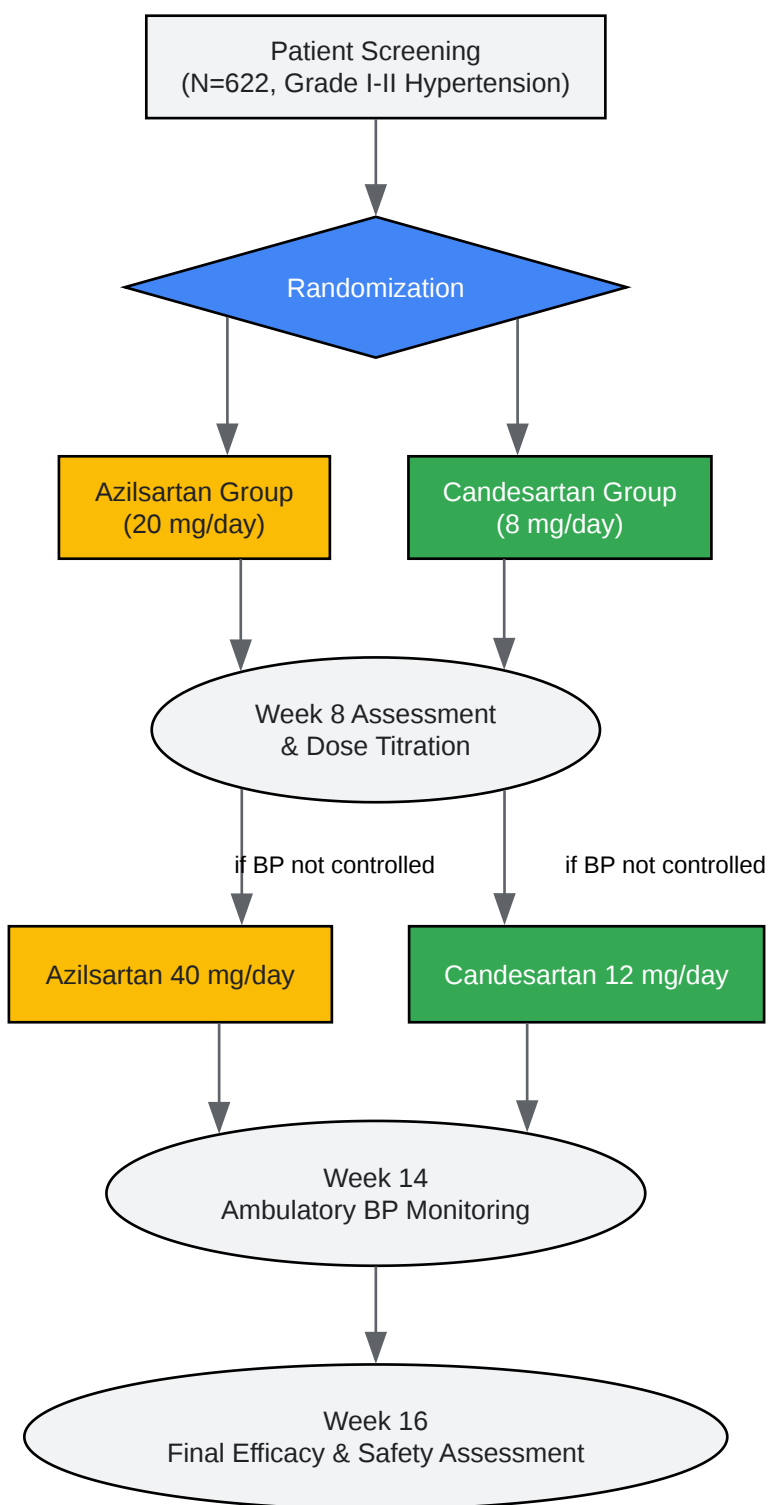 Patient Screening
(N=622, Grade I-II Hypertension)
Randomization
Azilsartan Group
(20 mg/day)
Candesartan Group
(8 mg/day)
Week 8 Assessment
& Dose Titration
if BP not controlled
if BP not controlled
Azilsartan 40 mg/day
Candesartan 12 mg/day
Week 14
Ambulatory BP Monitoring
Week 16
Final Efficacy & Safety Assessment